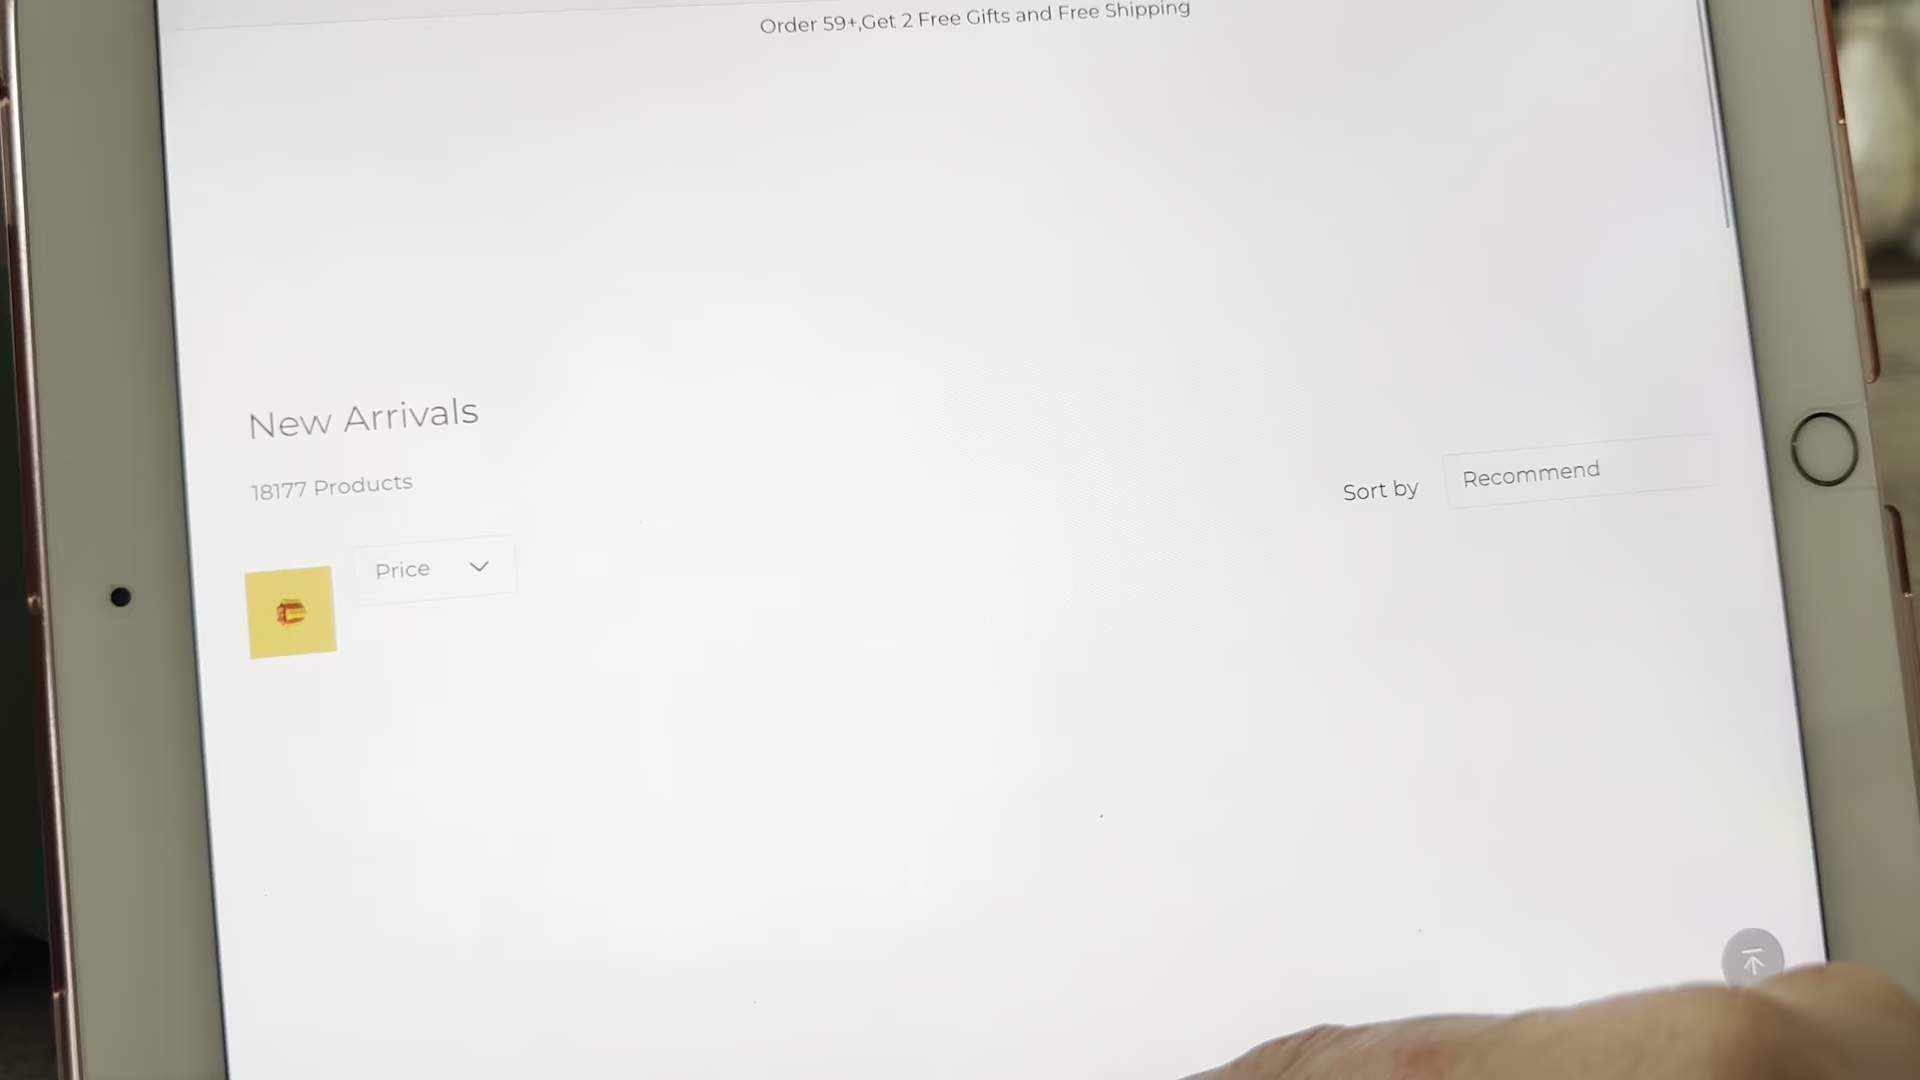 Order 59+,Get 2 Free Gifts and Free Shipping
New Arrivals
18177 Products
Sort by
Recommend
Price